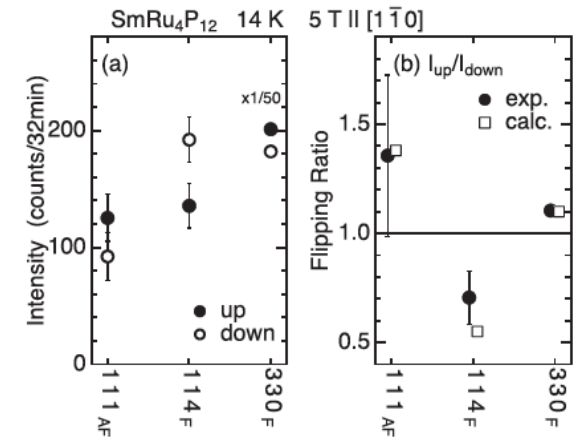 SmRu₄P₁₂ 14 K 5 T || [1 1̄ 0]
(a)
x1/50
200
100
0
Intensity (counts/32min)
up
down
1 1 1 AF
1 1 4 F
3 3 0 F
(b) Iup/Idown
exp.
calc.
1.5
1.0
0.5
Flipping Ratio
1 1 1 AF
1 1 4 F
3 3 0 F